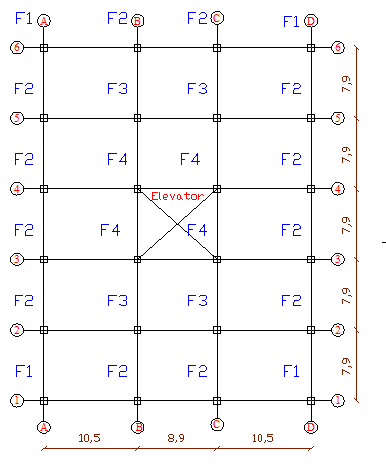 F1 F2 F2 F1
A B C D
6 6
F2 F3 F3 F2 7,9
5 5
F2 F4 F4 F2 7,9
4 4
Elevator
F2 F4 F4 F2 7,9
3 3
F2 F3 F3 F2 7,9
2 2
F1 F2 F2 F1 7,9
1 1
A B C D
10,5 8,9 10,5